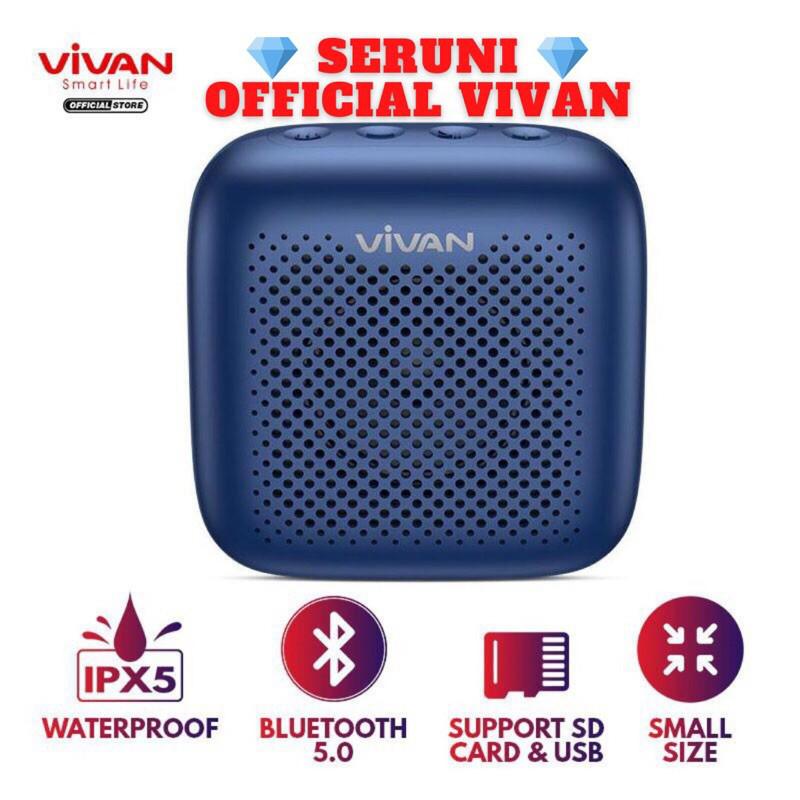 ViVAN
Smart Life
OFFICIAL STORE
SERUNI
OFFICIAL VIVAN
ViVAN
IPX5
WATERPROOF
BLUETOOTH
5.0
SUPPORT SD
CARD & USB
SMALL
SIZE